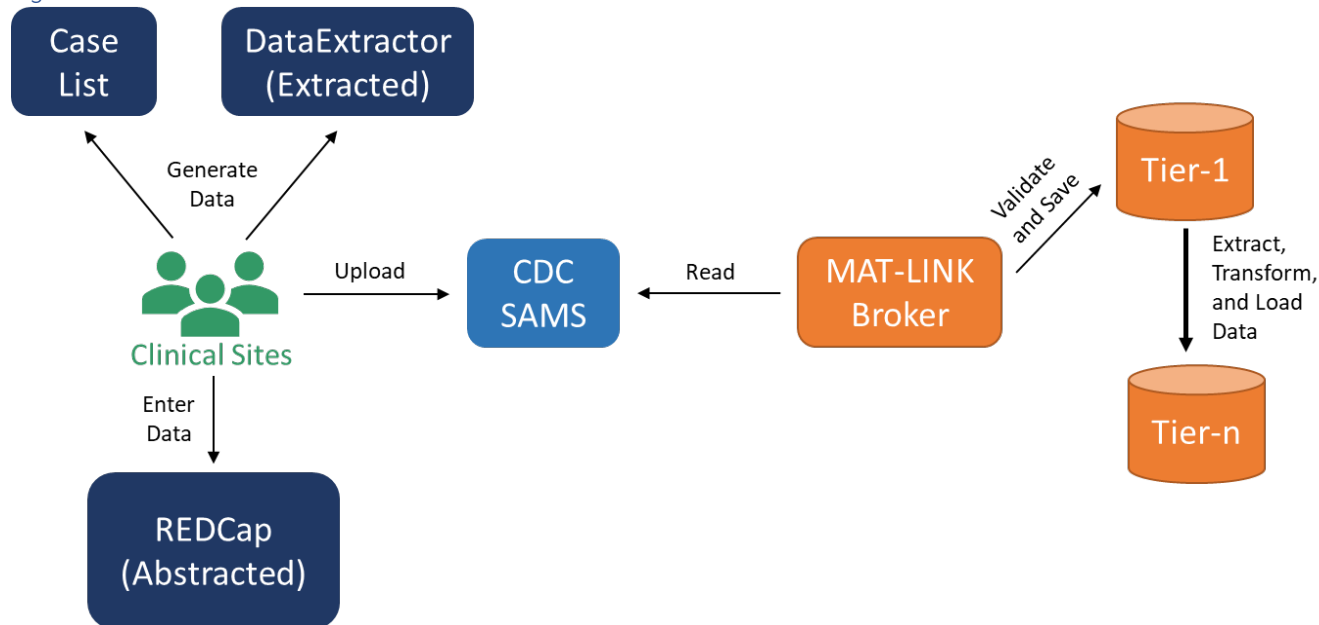 Case
List
DataExtractor
(Extracted)
Generate
Data
Clinical Sites
Upload
CDC
SAMS
Read
MAT-LINK
Broker
Validate
and Save
Tier-1
Extract,
Transform,
and Load
Data
Tier-n
Enter
Data
REDCap
(Abstracted)